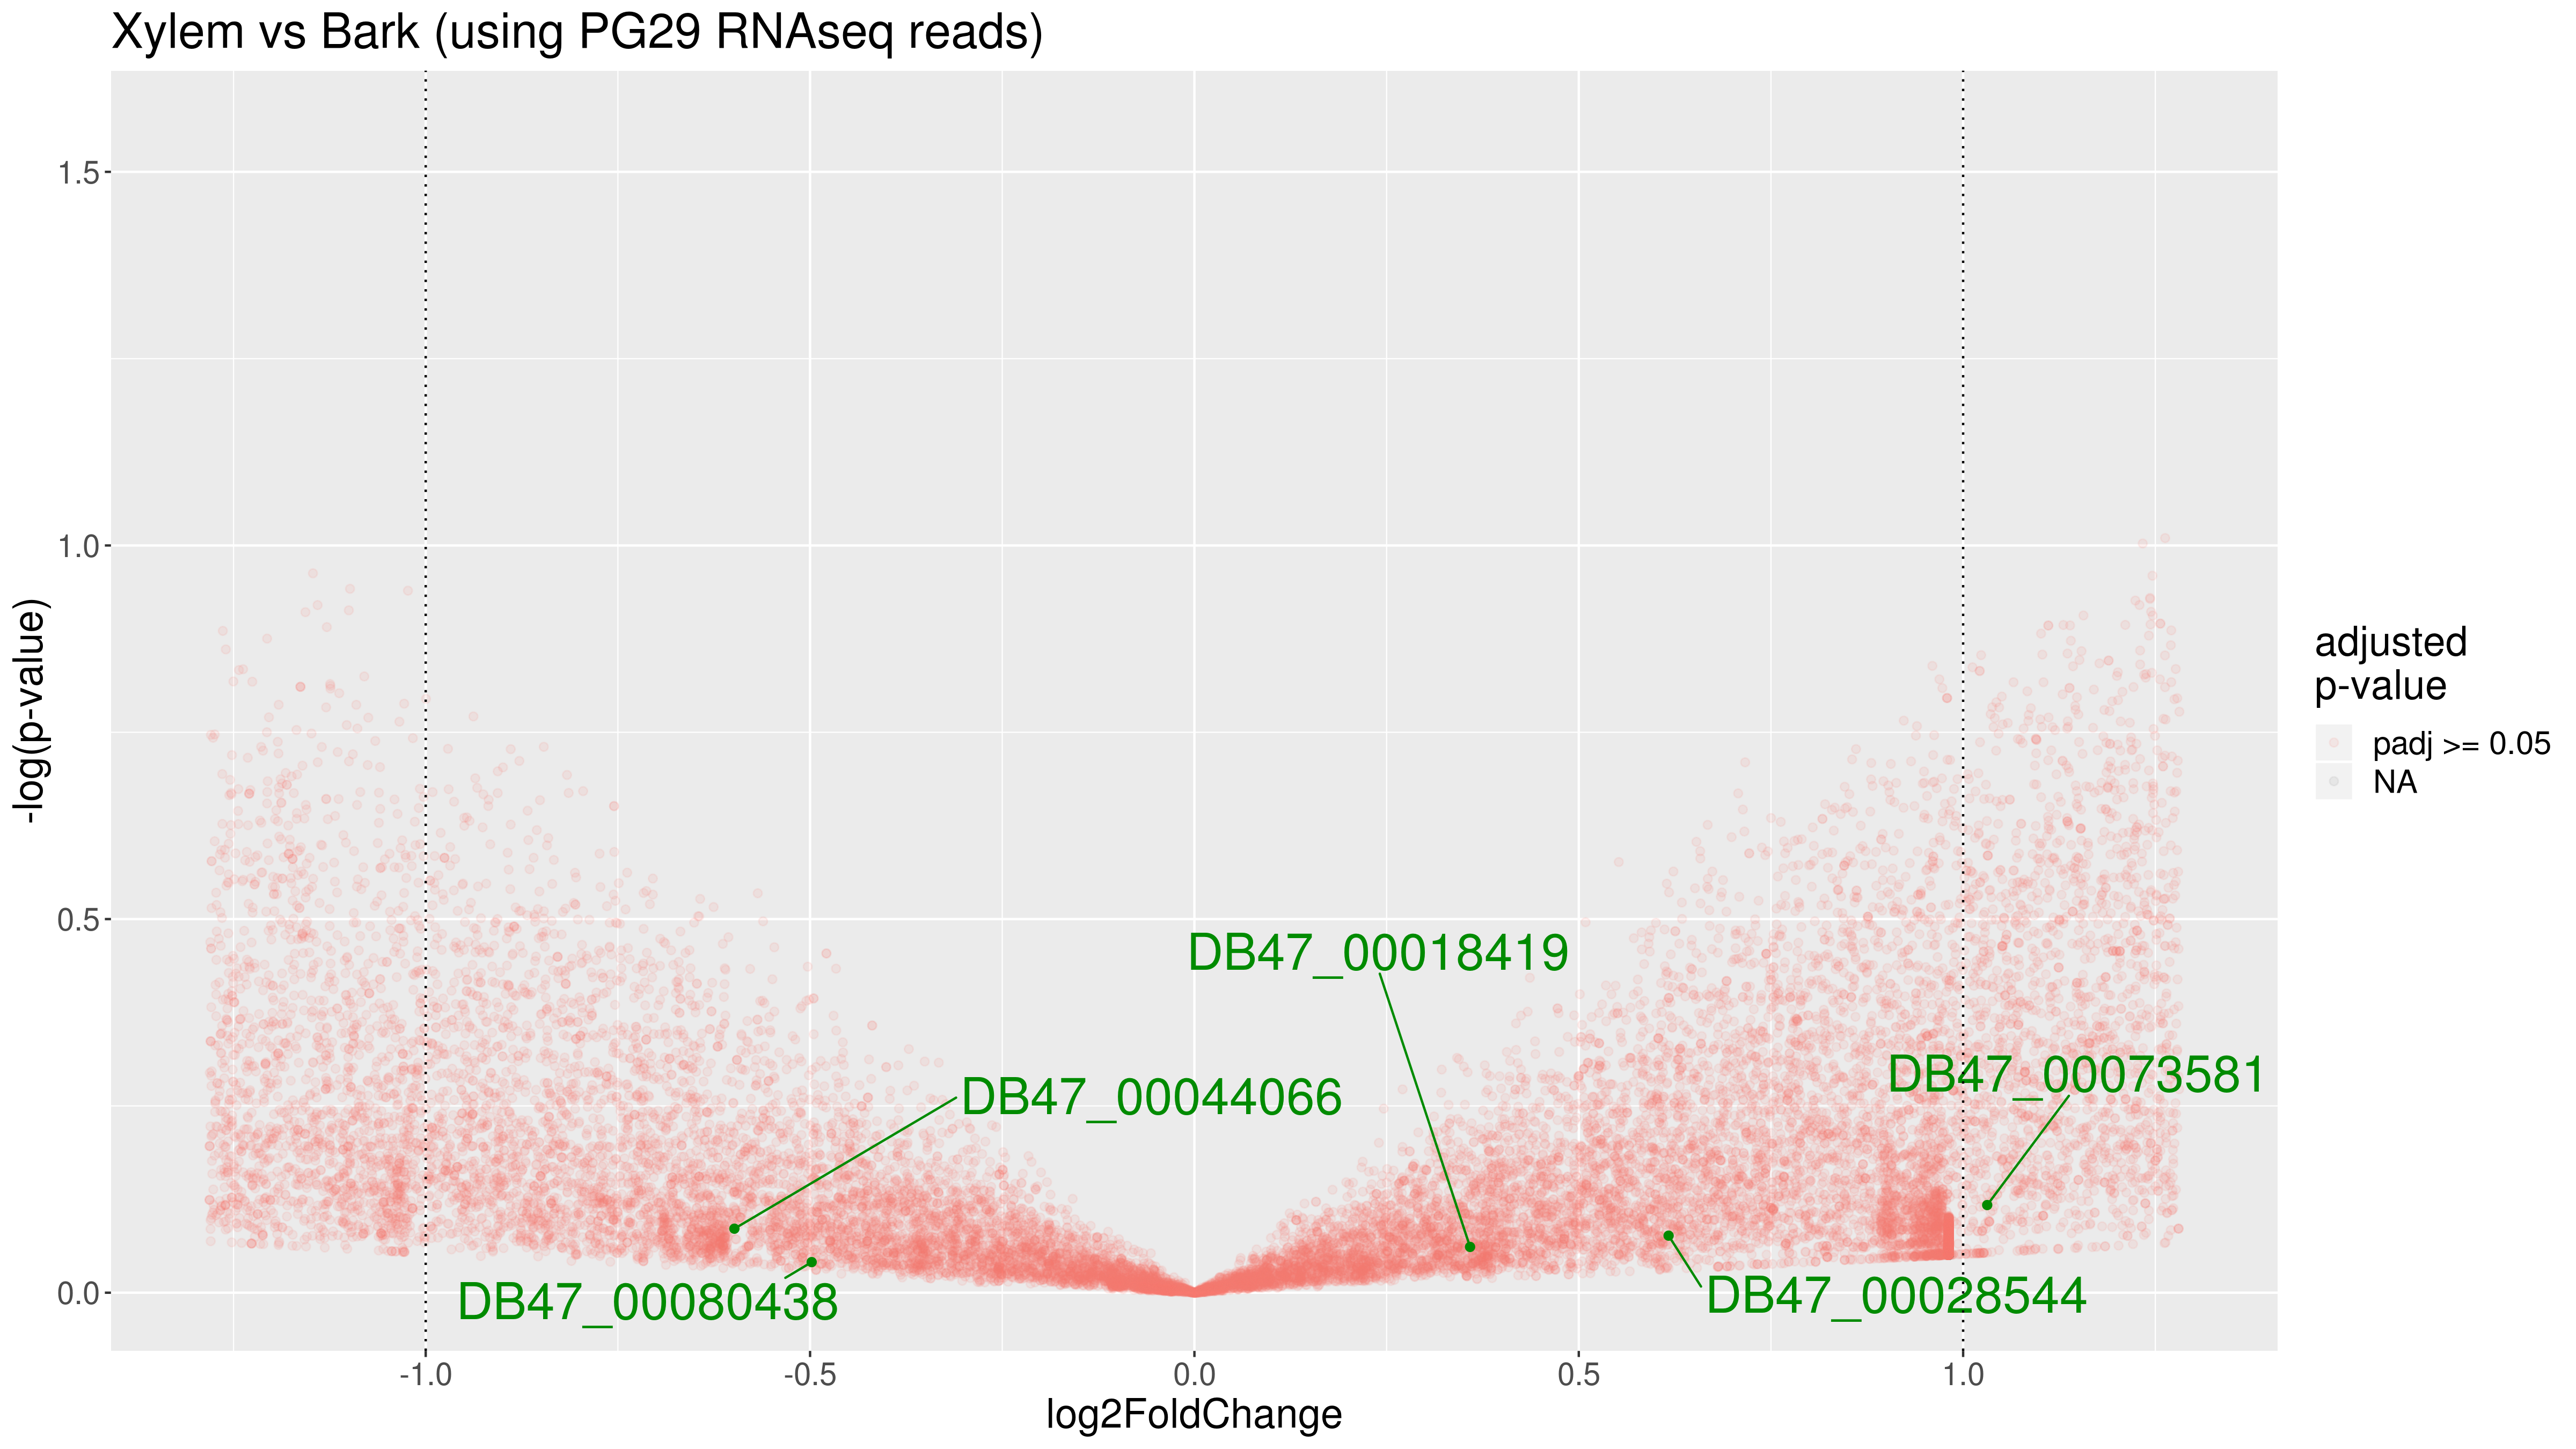 Xylem vs Bark (using PG29 RNAseq reads)
1.5
1.0
0.5
0.0
-log(p-value)
DB47_00018419
DB47_00073581
DB47_00044066
DB47_00080438
DB47_00028544
-1.0
-0.5
0.0
0.5
1.0
log2FoldChange
adjusted
p-value
padj >= 0.05
NA